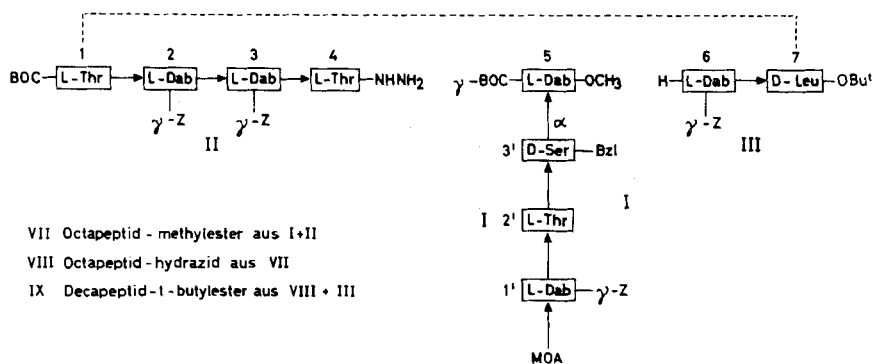 1 2 3 4 5 6 7
BOC-L-Thr L-Dab L-Dab L-Thr-NHNH₂ γ-BOC-L-Dab-OCH₃ H-L-Dab D-Leu-OBuᵗ
γ-Z γ-Z α γ-Z
II III
3' D-Ser-Bzl
I
I 2' L-Thr
VII Octapeptid-methylester aus I+II
VIII Octapeptid-hydrazid aus VII
IX Decapeptid-t-butylester aus VIII + III
1' L-Dab-γ-Z
MOA